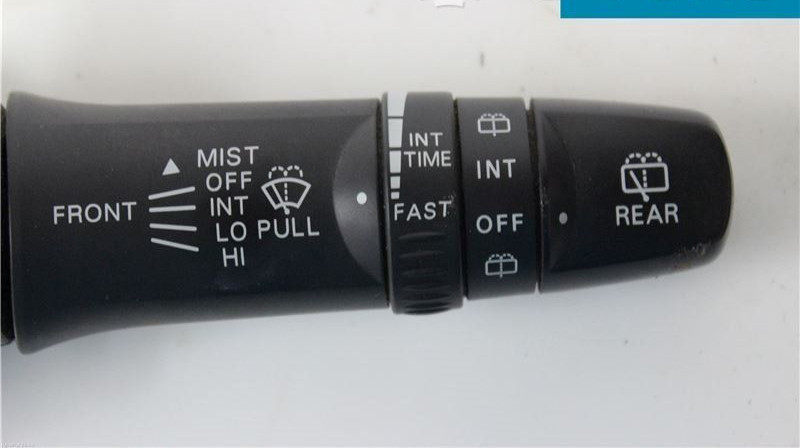 FRONT
MIST
OFF
INT
LO
HI
PULL
INT
TIME
FAST
INT
OFF
REAR